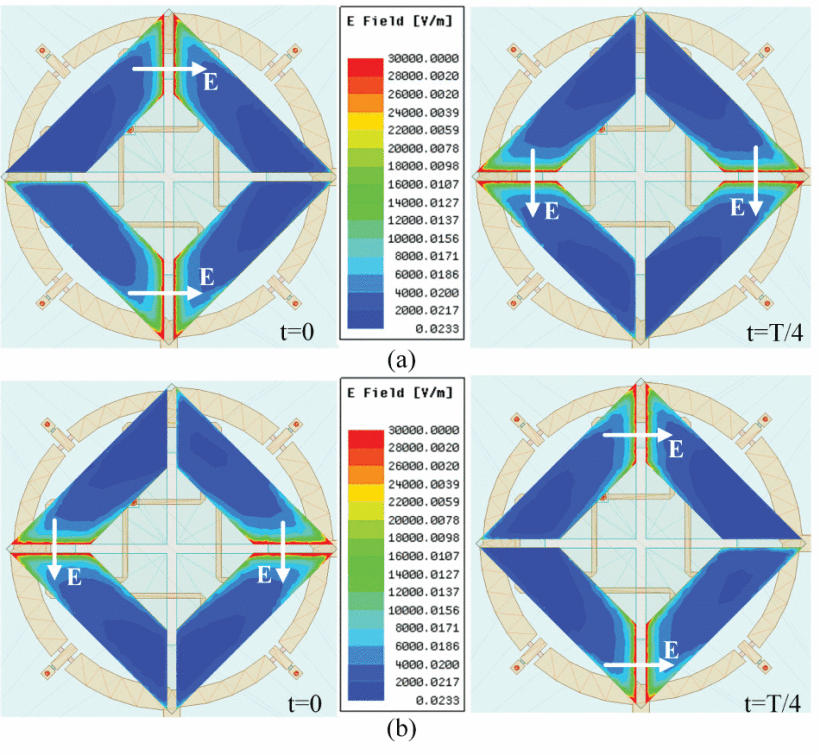 E Field [V/m]
30000.0000
28000.0020
26000.0020
24000.0039
22000.0059
20000.0078
18000.0098
16000.0107
14000.0127
12000.0137
10000.0156
8000.0171
6000.0186
4000.0200
2000.0217
0.0233
E
E
t=0
E
E
t=T/4
(a)
E Field [V/m]
30000.0000
28000.0020
26000.0020
24000.0039
22000.0059
20000.0078
18000.0098
16000.0107
14000.0127
12000.0137
10000.0156
8000.0171
6000.0186
4000.0200
2000.0217
0.0233
E
E
t=0
E
E
t=T/4
(b)